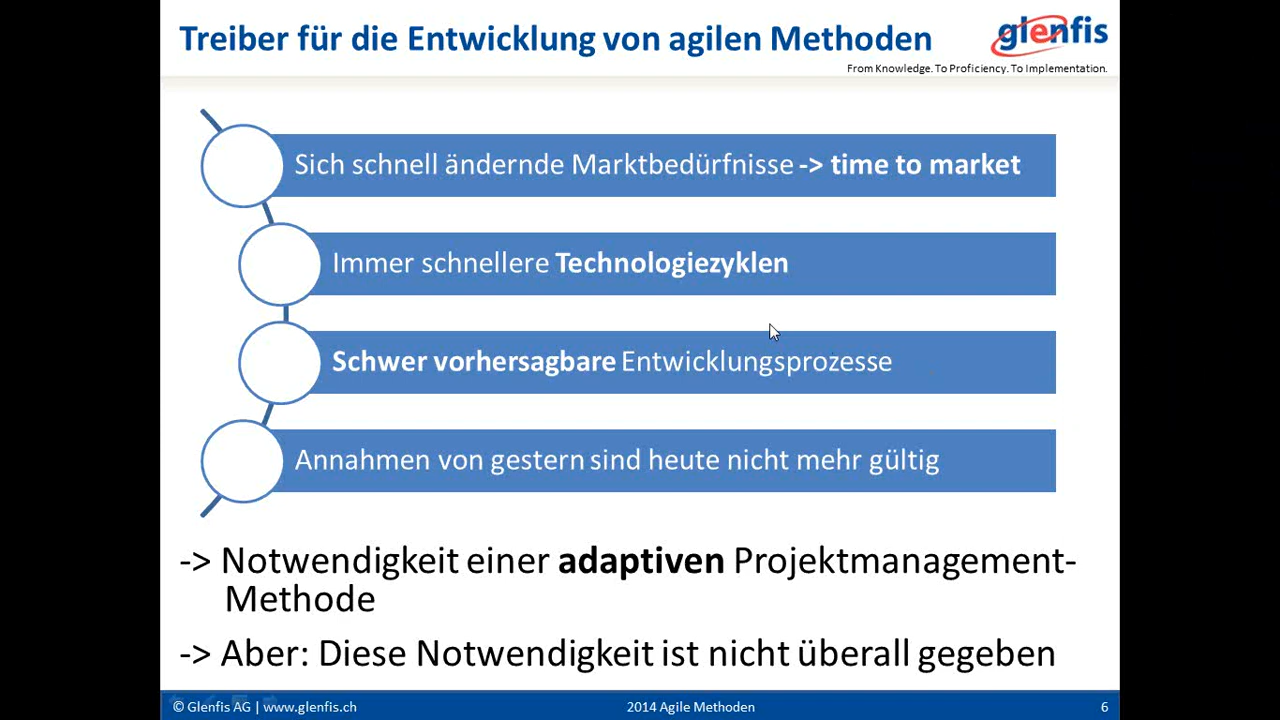 Treiber für die Entwicklung von agilen Methoden
glenfis
From Knowledge. To Proficiency. To Implementation.
Sich schnell ändernde Marktbedürfnisse -> time to market
Immer schnellere Technologiezyklen
Schwer vorhersagbare Entwicklungsprozesse
Annahmen von gestern sind heute nicht mehr gültig
-> Notwendigkeit einer adaptiven Projektmanagement-
Methode
-> Aber: Diese Notwendigkeit ist nicht überall gegeben
© Glenfis AG | www.glenfis.ch
2014 Agile Methoden
6